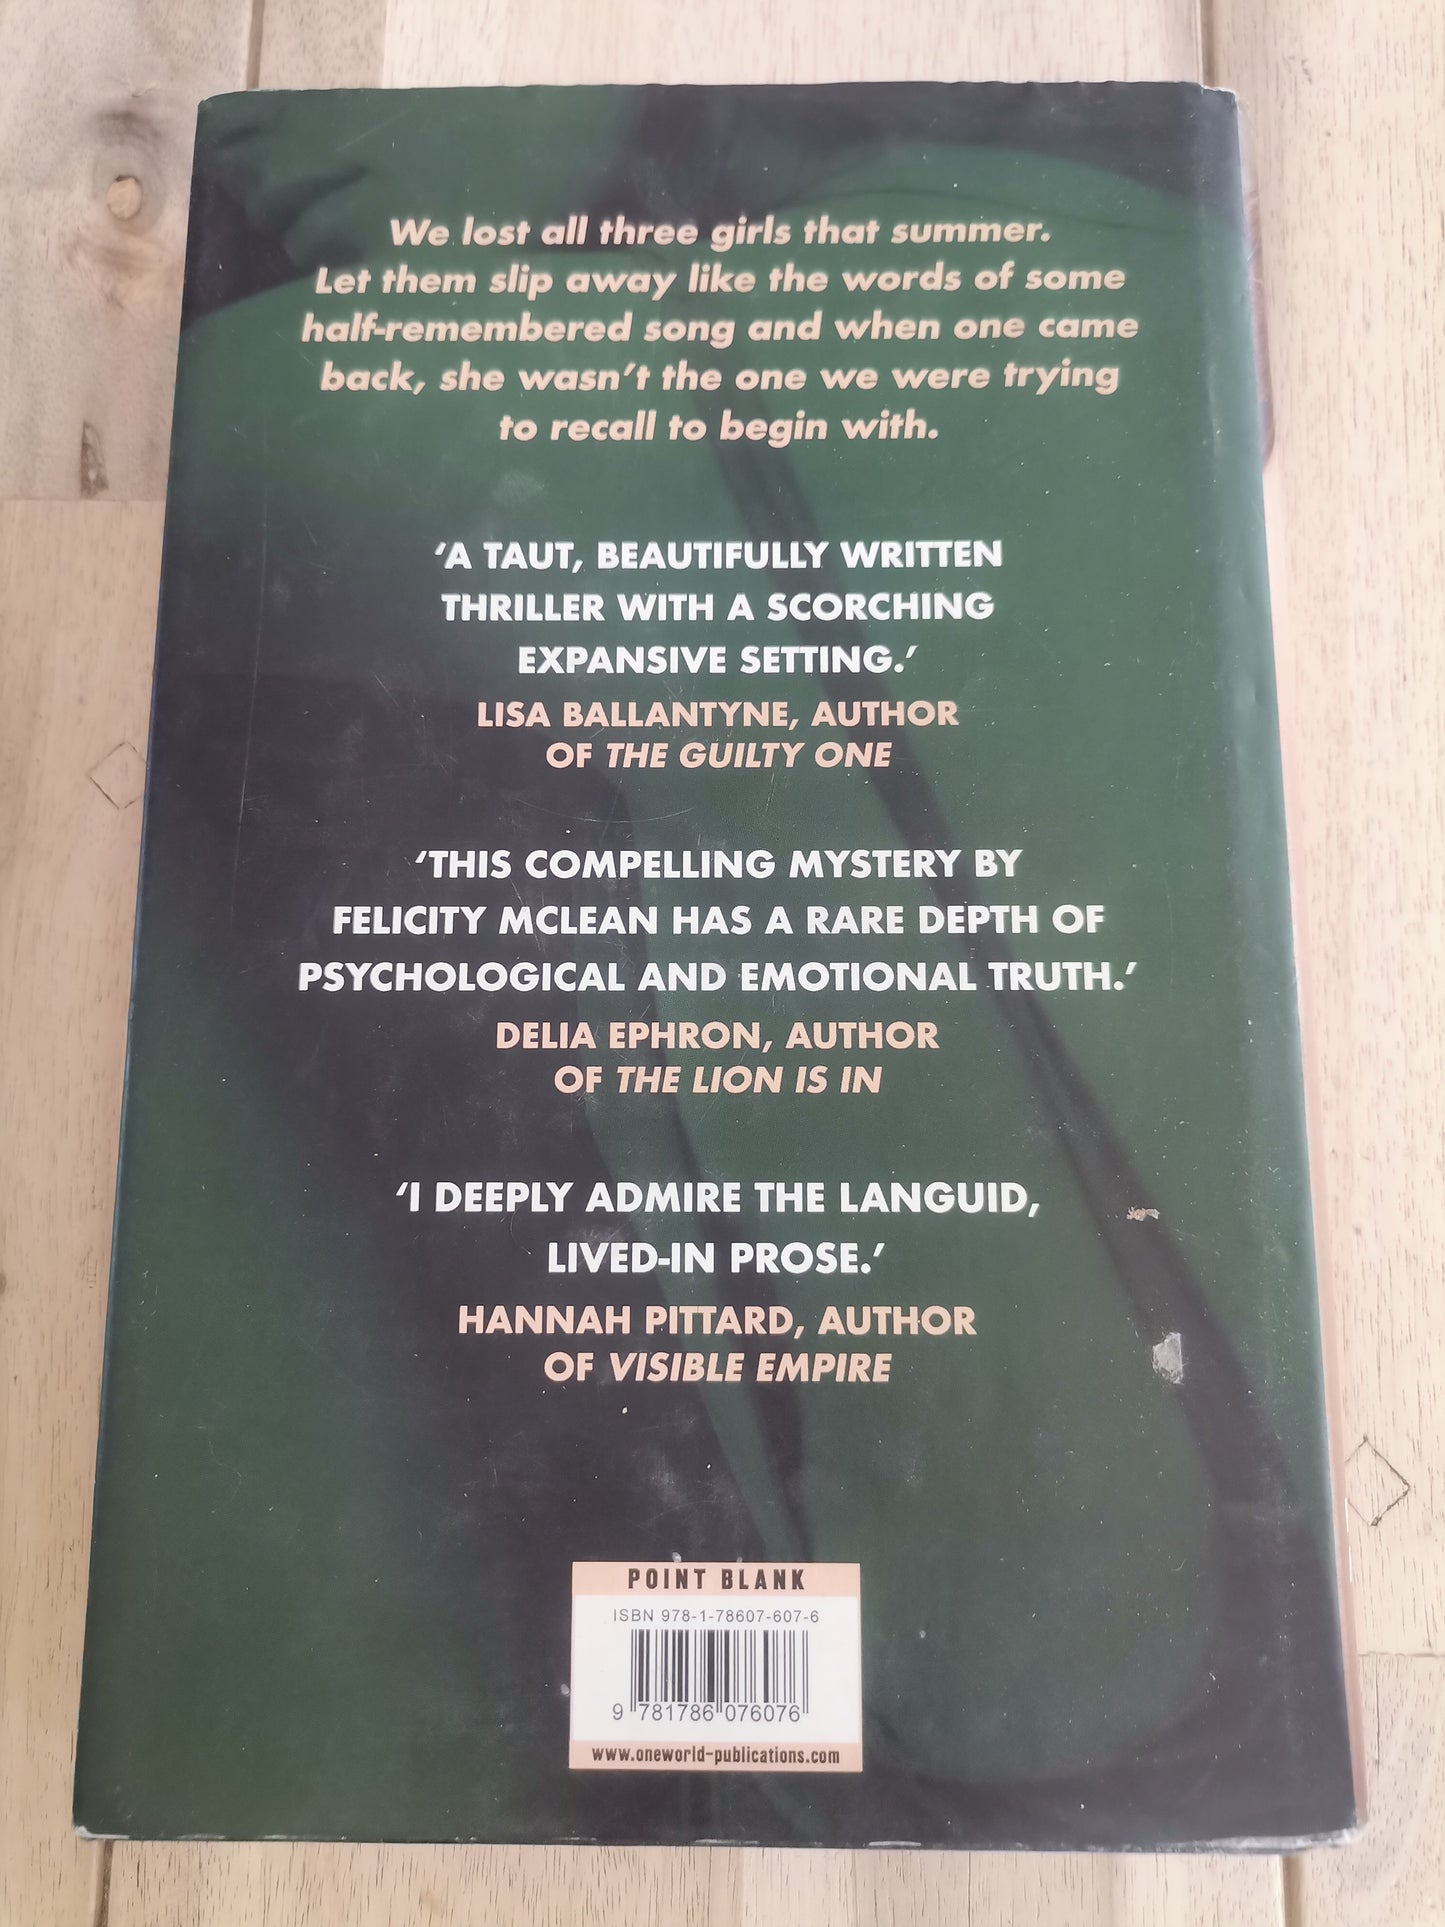 We lost all three girls that summer.
Let them slip away like the words of some
half-remembered song and when one came
back, she wasn't the one we were trying
to recall to begin with.
'A TAUT, BEAUTIFULLY WRITTEN
THRILLER WITH A SCORCHING
EXPANSIVE SETTING.'
LISA BALLANTYNE, AUTHOR
OF THE GUILTY ONE
'THIS COMPELLING MYSTERY BY
FELICITY MCLEAN HAS A RARE DEPTH OF
PSYCHOLOGICAL AND EMOTIONAL TRUTH.'
DELIA EPHRON, AUTHOR
OF THE LION IS IN
'I DEEPLY ADMIRE THE LANGUID,
LIVED-IN PROSE.'
HANNAH PITTARD, AUTHOR
OF VISIBLE EMPIRE
POINT BLANK
ISBN 978-1-78607-607-6
9 781786 076076
www.oneworld-publications.com